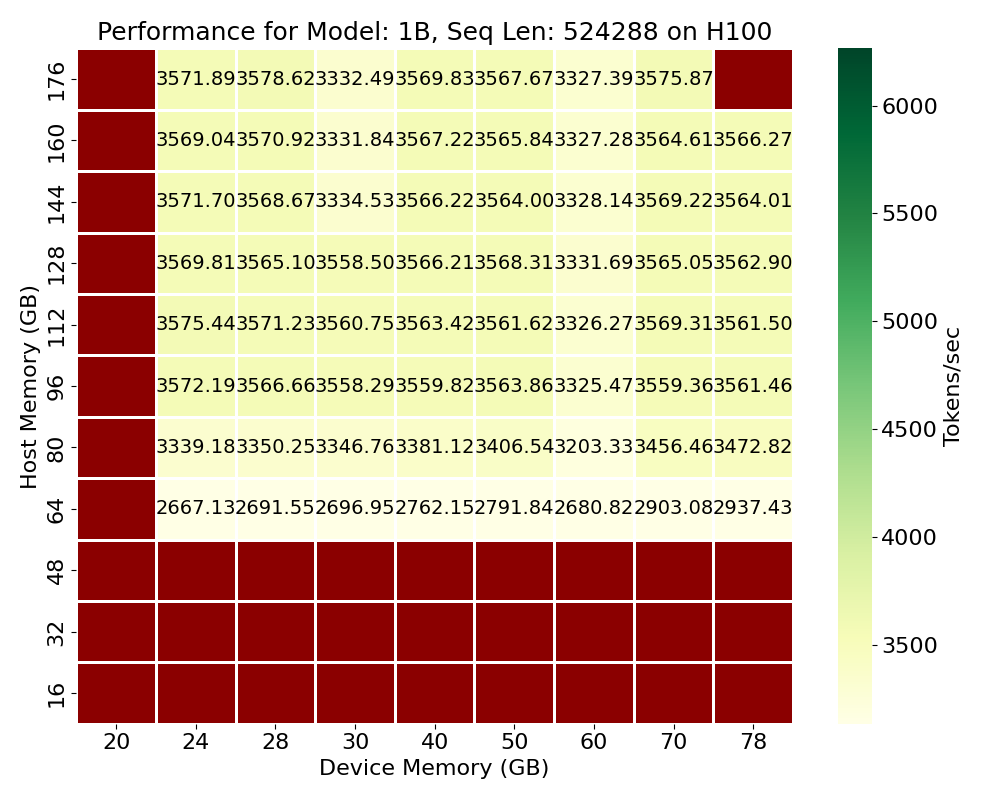 Performance for Model: 1B, Seq Len: 524288 on H100
176 3571.89 3578.62 3332.49 3569.83 3567.67 3327.39 3575.87
160 3569.04 3570.92 3331.84 3567.22 3565.84 3327.28 3564.61 3566.27
144 3571.70 3568.67 3334.53 3566.22 3564.00 3328.14 3569.22 3564.01
128 3569.81 3565.10 3558.50 3566.21 3568.31 3331.69 3565.05 3562.90
112 3575.44 3571.23 3560.75 3563.42 3561.62 3326.27 3569.31 3561.50
96 3572.19 3566.66 3558.29 3559.82 3563.86 3325.47 3559.36 3561.46
80 3339.18 3350.25 3346.76 3381.12 3406.54 3203.33 3456.46 3472.82
64 2667.13 2691.55 2696.95 2762.15 2791.84 2680.82 2903.08 2937.43
48
32
16
Host Memory (GB)
20 24 28 30 40 50 60 70 78
Device Memory (GB)
6000
5500
5000
4500
4000
3500
Tokens/sec